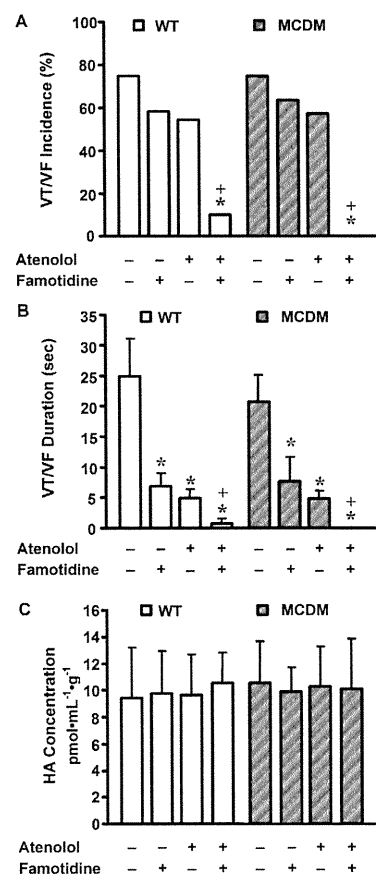 A
WT
MCDM
VT/VF Incidence (%)
100
80
60
40
20
0
+
*
+
*
Atenolol – – + + – – + +
Famotidine – + – + – + – +
B
WT
MCDM
VT/VF Duration (sec)
35
30
25
20
15
10
5
0
*
*
+
*
*
*
+
*
Atenolol – – + + – – + +
Famotidine – + – + – + – +
C
WT
MCDM
HA Concentration
pmol•mL⁻¹•g⁻¹
16
14
12
10
8
6
4
2
0
Atenolol – – + + – – + +
Famotidine – + – + – + – +